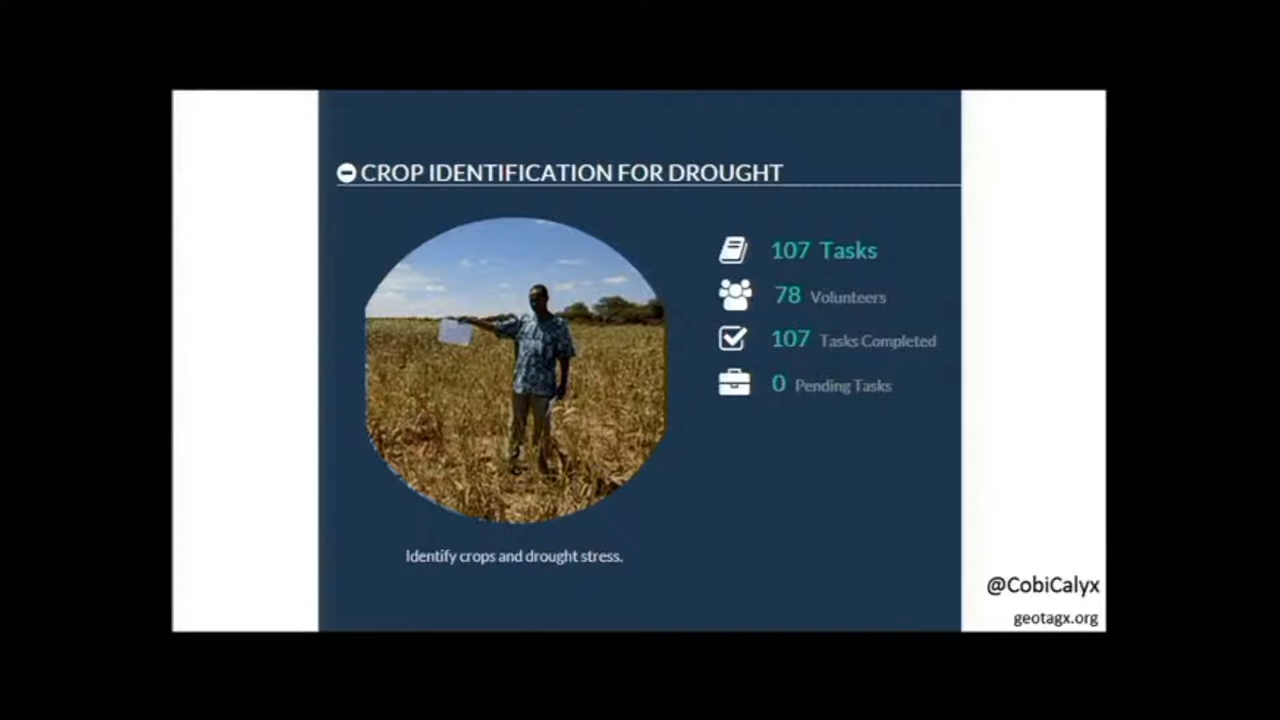 CROP IDENTIFICATION FOR DROUGHT
107 Tasks
78 Volunteers
107 Tasks Completed
0 Pending Tasks
Identify crops and drought stress.
@CobiCalyx
geotagx.org